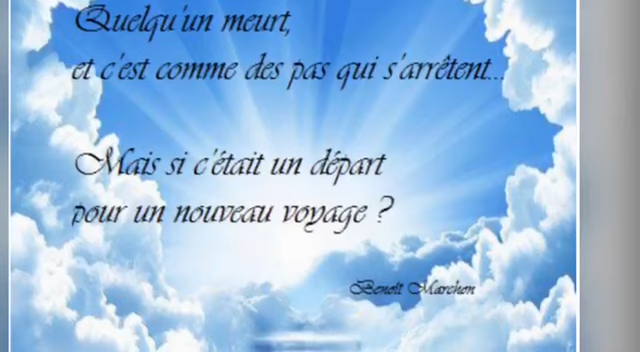 Quelqu'un meurt,
et c'est comme des pas qui s'arrêtent...
Mais si c'était un départ
pour un nouveau voyage ?
Benoît Marchon